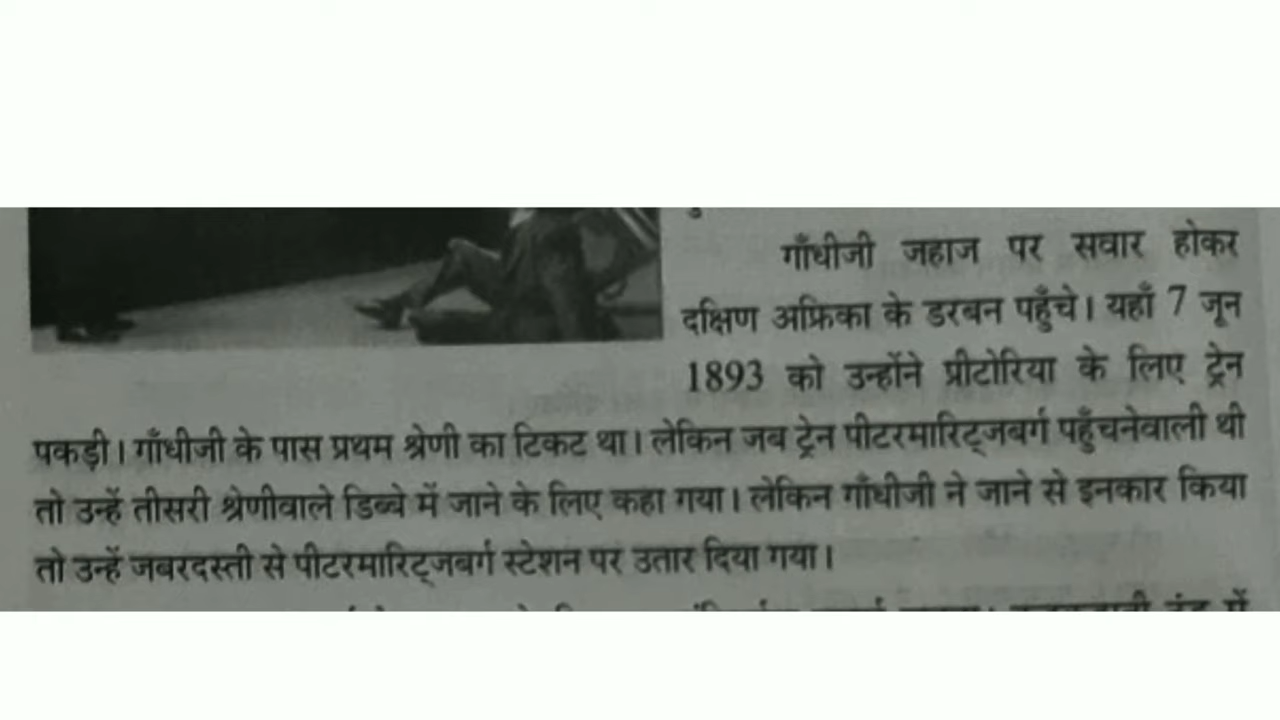 गाँधीजी जहाज पर सवार होकर
दक्षिण अफ्रिका के डरबन पहुँचे। यहाँ 7 जून
1893 को उन्होंने प्रीटोरिया के लिए ट्रेन
पकड़ी। गाँधीजी के पास प्रथम श्रेणी का टिकट था। लेकिन जब ट्रेन पीटरमारिट्जबर्ग पहुँचनेवाली थी
तो उन्हें तीसरी श्रेणीवाले डिब्बे में जाने के लिए कहा गया। लेकिन गाँधीजी ने जाने से इनकार किया
तो उन्हें जबरदस्ती से पीटरमारिट्जबर्ग स्टेशन पर उतार दिया गया।